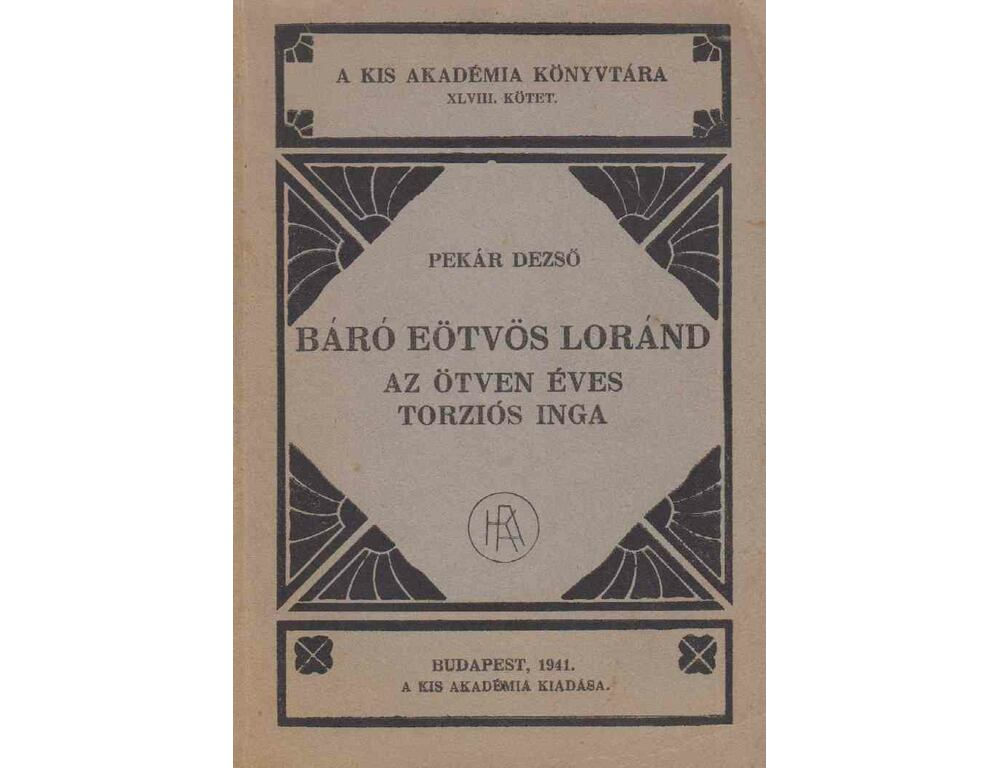 A KIS AKADÉMIA KÖNYVTÁRA
XLVIII. KÖTET.
PEKÁR DEZSŐ
BÁRÓ EÖTVÖS LORÁND
AZ ÖTVEN ÉVES
TORZIÓS INGA
BUDAPEST, 1941.
A KIS AKADÉMIA KIADÁSA.